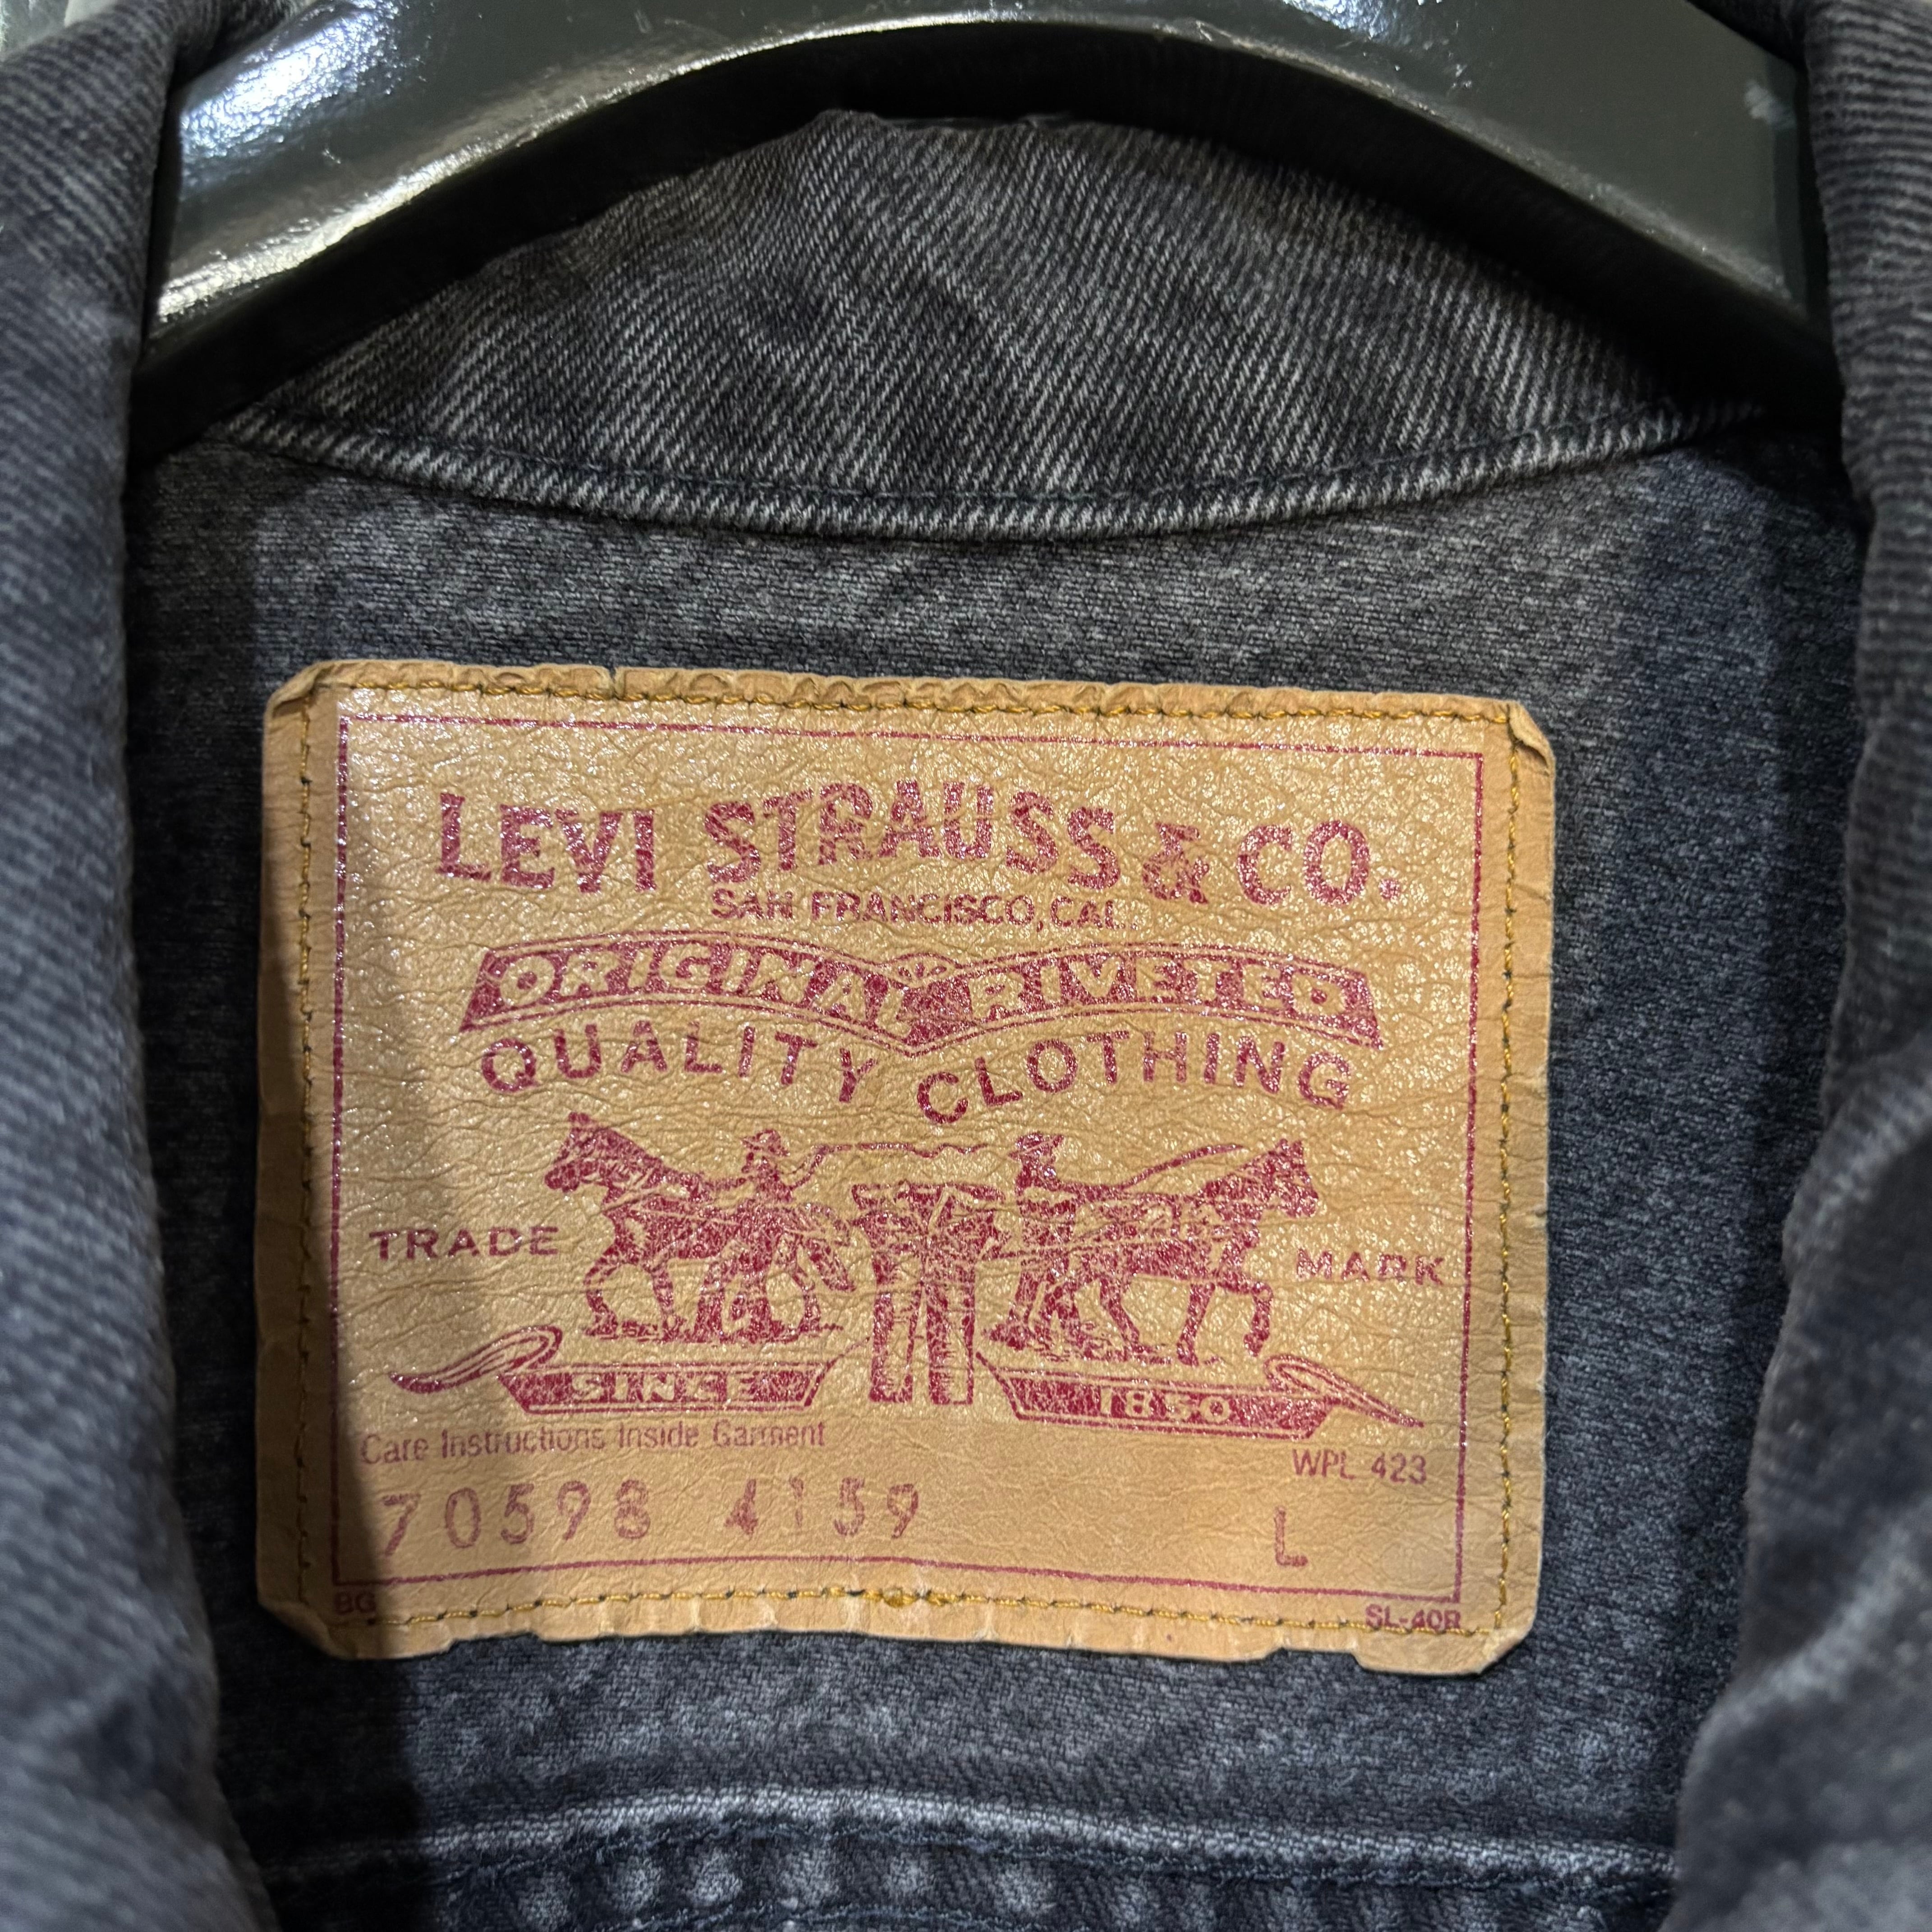 LEVI STRAUSS & CO.
SAN FRANCISCO, CAL.
ORIGINAL RIVETED
QUALITY CLOTHING
TRADE MARK
SINCE 1850
Care Instructions Inside Garment
WPL 423
70598 4159 L
BG SL-40R